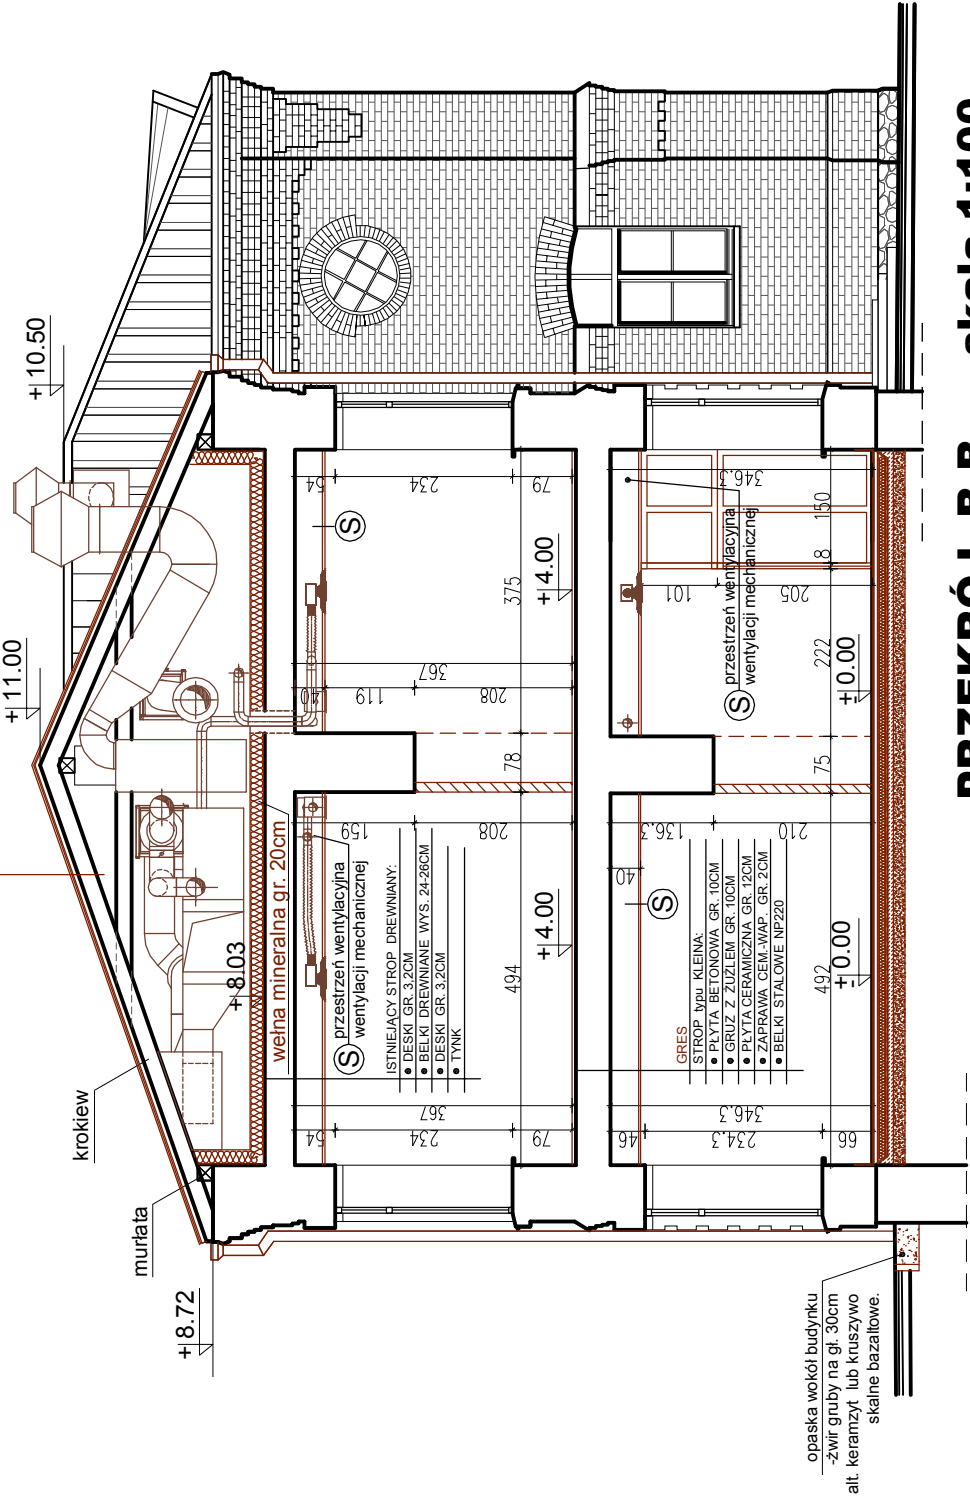 +11.00
+10.50
krokiew
murłata
+8.72
+8.03
wełna mineralna gr. 20cm
S
przestrzeń wentylacyjna
wentylacji mechanicznej
ISTNIEJĄCY STROP DREWNIANY:
• DESKI GR. 3,2CM
• BELKI DREWNIANE WYS. 24-26CM
• DESKI GR. 3,2CM
• TYNK
S
54
234
79
367
159
208
40
119
208
367
54
234
79
494
78
375
+4.00
+4.00
S
GRES
STROP typu KLEINA:
• PŁYTA BETONOWA GR. 10CM
• GRUZ Z ŻUŻLEM GR. 10CM
• PŁYTA CERAMICZNA GR. 12CM
• ZAPRAWA CEM.-WAP. GR. 2CM
• BELKI STALOWE NP220
S
przestrzeń wentylacyjna
wentylacji mechanicznej
46
234.3
66
346.3
40
136.3
210
101
205
346.3
492
75
222
8
150
±0.00
±0.00
opaska wokół budynku
-żwir gruby na gł. 30cm
alt. keramzyt lub kruszywo
skalne bazaltowe.